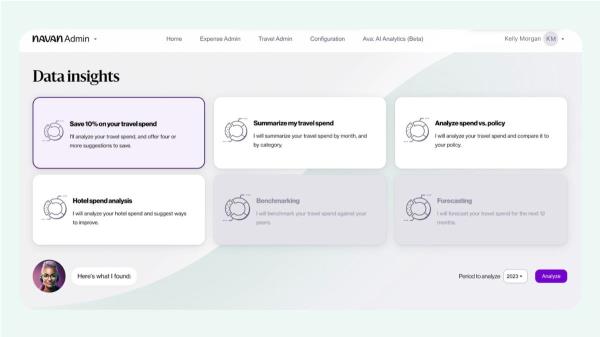 navan Admin
Home
Expense Admin
Travel Admin
Configuration
Ava: AI Analytics (Beta)
Kelly Morgan
KM
Data insights
Save 10% on your travel spend
I'll analyze your travel spend, and offer four or
more suggestions to save.
Summarize my travel spend
I will summarize your travel spend by month, and
by category.
Analyze spend vs. policy
I will analyze your travel spend and compare it to
your policy.
Hotel spend analysis
I will analyze your hotel spend and suggest ways
to improve.
Benchmarking
I will benchmark your travel spend against your
peers.
Forecasting
I will forecast your travel spend for the next 12
months.
Here's what I found:
Period to analyze
2023
Analyze